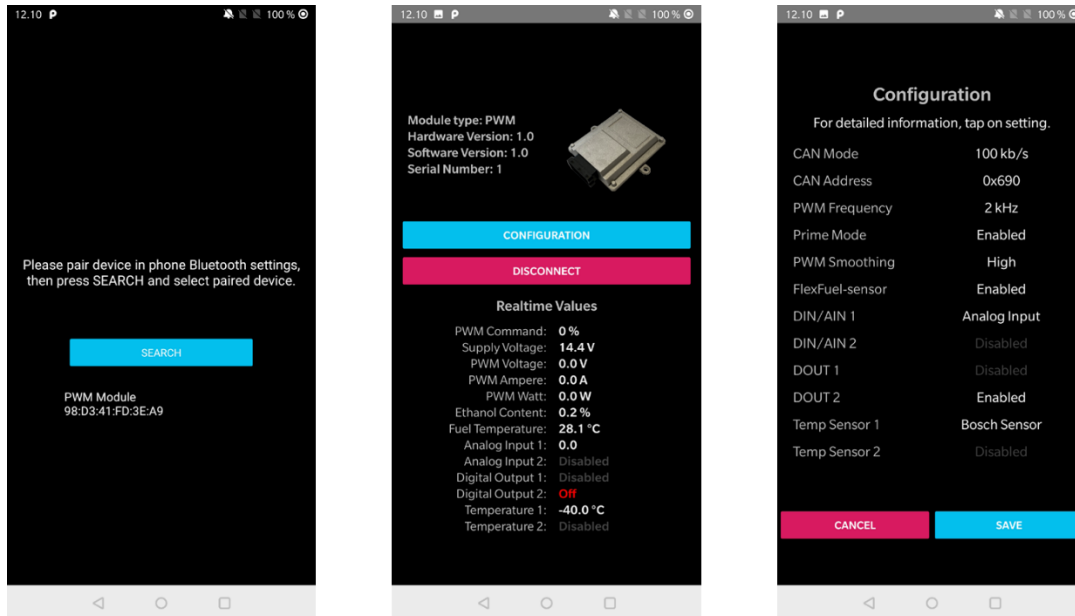 12.10 P 100 %
Please pair device in phone Bluetooth settings,
then press SEARCH and select paired device.
SEARCH
PWM Module
98:D3:41:FD:3E:A9
12.10 P 100 %
Module type: PWM
Hardware Version: 1.0
Software Version: 1.0
Serial Number: 1
CONFIGURATION
DISCONNECT
Realtime Values
PWM Command: 0 %
Supply Voltage: 14.4 V
PWM Voltage: 0.0 V
PWM Ampere: 0.0 A
PWM Watt: 0.0 W
Ethanol Content: 0.2 %
Fuel Temperature: 28.1 °C
Analog Input 1: 0.0
Analog Input 2: Disabled
Digital Output 1: Disabled
Digital Output 2: Off
Temperature 1: -40.0 °C
Temperature 2: Disabled
12.10 P 100 %
Configuration
For detailed information, tap on setting.
CAN Mode 100 kb/s
CAN Address 0x690
PWM Frequency 2 kHz
Prime Mode Enabled
PWM Smoothing High
FlexFuel-sensor Enabled
DIN/AIN 1 Analog Input
DIN/AIN 2 Disabled
DOUT 1 Disabled
DOUT 2 Enabled
Temp Sensor 1 Bosch Sensor
Temp Sensor 2 Disabled
CANCEL SAVE